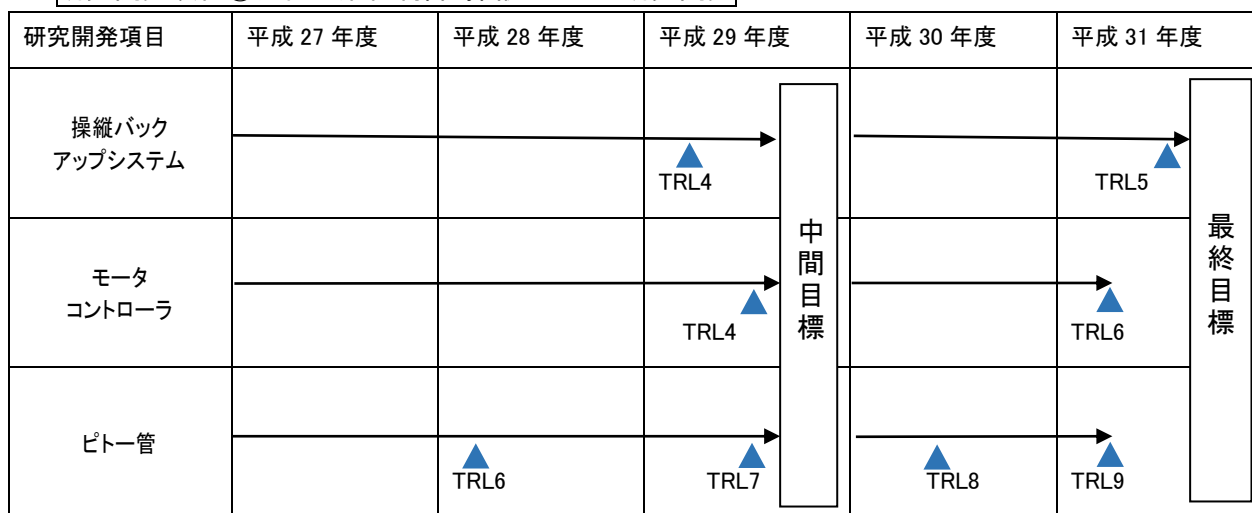 研究開発項目 平成 27 年度 平成 28 年度 平成 29 年度 平成 30 年度 平成 31 年度
操縦バック
アップシステム
TRL4
TRL5
モータ
コントローラ
TRL4
TRL6
ピトー管
TRL6
TRL7
TRL8
TRL9
中間目標
最終目標